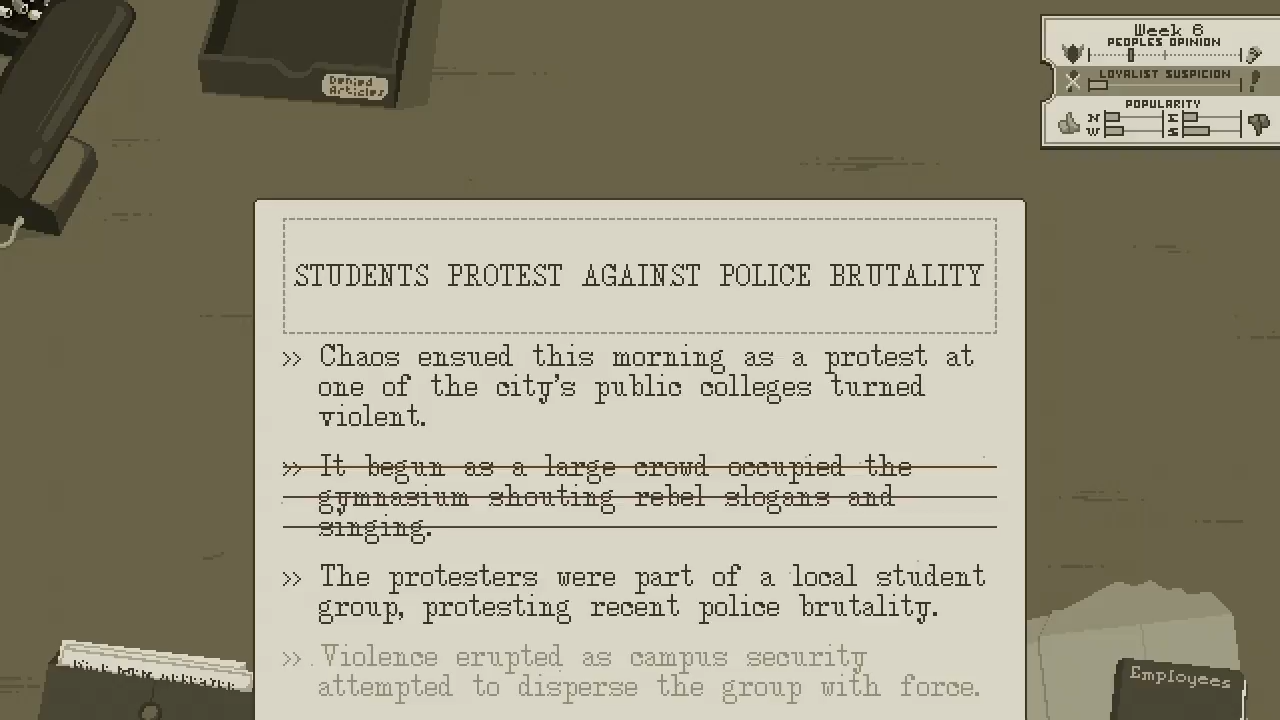 Denied
Articles
Week 6
PEOPLES OPINION
LOYALIST SUSPICION
POPULARITY
N E
W S
STUDENTS PROTEST AGAINST POLICE BRUTALITY
>> Chaos ensued this morning as a protest at
one of the city's public colleges turned
violent.
>> It begun as a large crowd occupied the
gymnasium shouting rebel slogans and
singing.
>> The protesters were part of a local student
group, protesting recent police brutality.
>> Violence erupted as campus security
attempted to disperse the group with force.
Employees